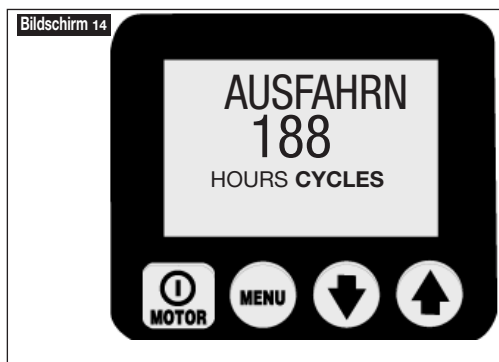 Bildschirm 14
AUSFAHRN
188
HOURS CYCLES
MENU
MOTOR